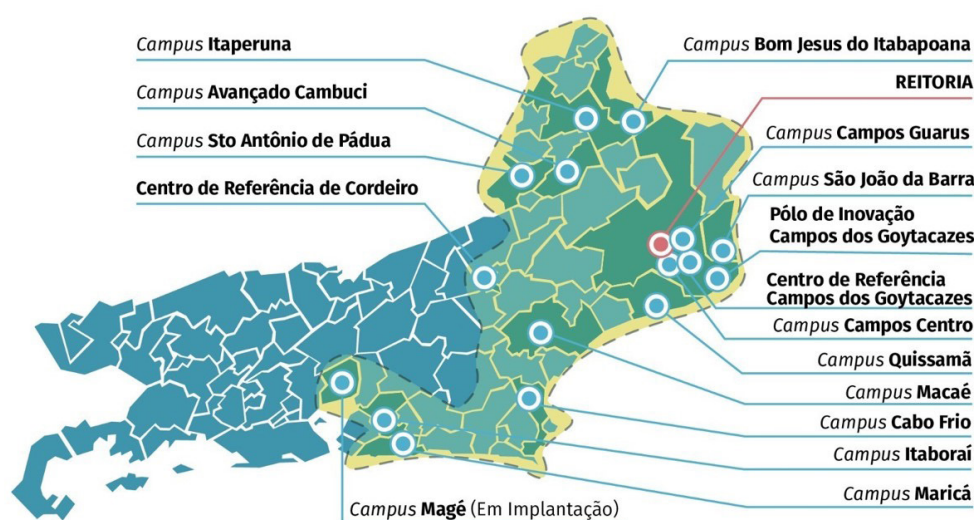 Campus Itaperuna
Campus Avançado Cambuci
Campus Sto Antônio de Pádua
Centro de Referência de Cordeiro
Campus Bom Jesus do Itabapoana
REITORIA
Campus Campos Guarus
Campus São João da Barra
Pólo de Inovação
Campos dos Goytacazes
Centro de Referência
Campos dos Goytacazes
Campus Campos Centro
Campus Quissamã
Campus Macaé
Campus Cabo Frio
Campus Itaboraí
Campus Maricá
Campus Magé (Em Implantação)